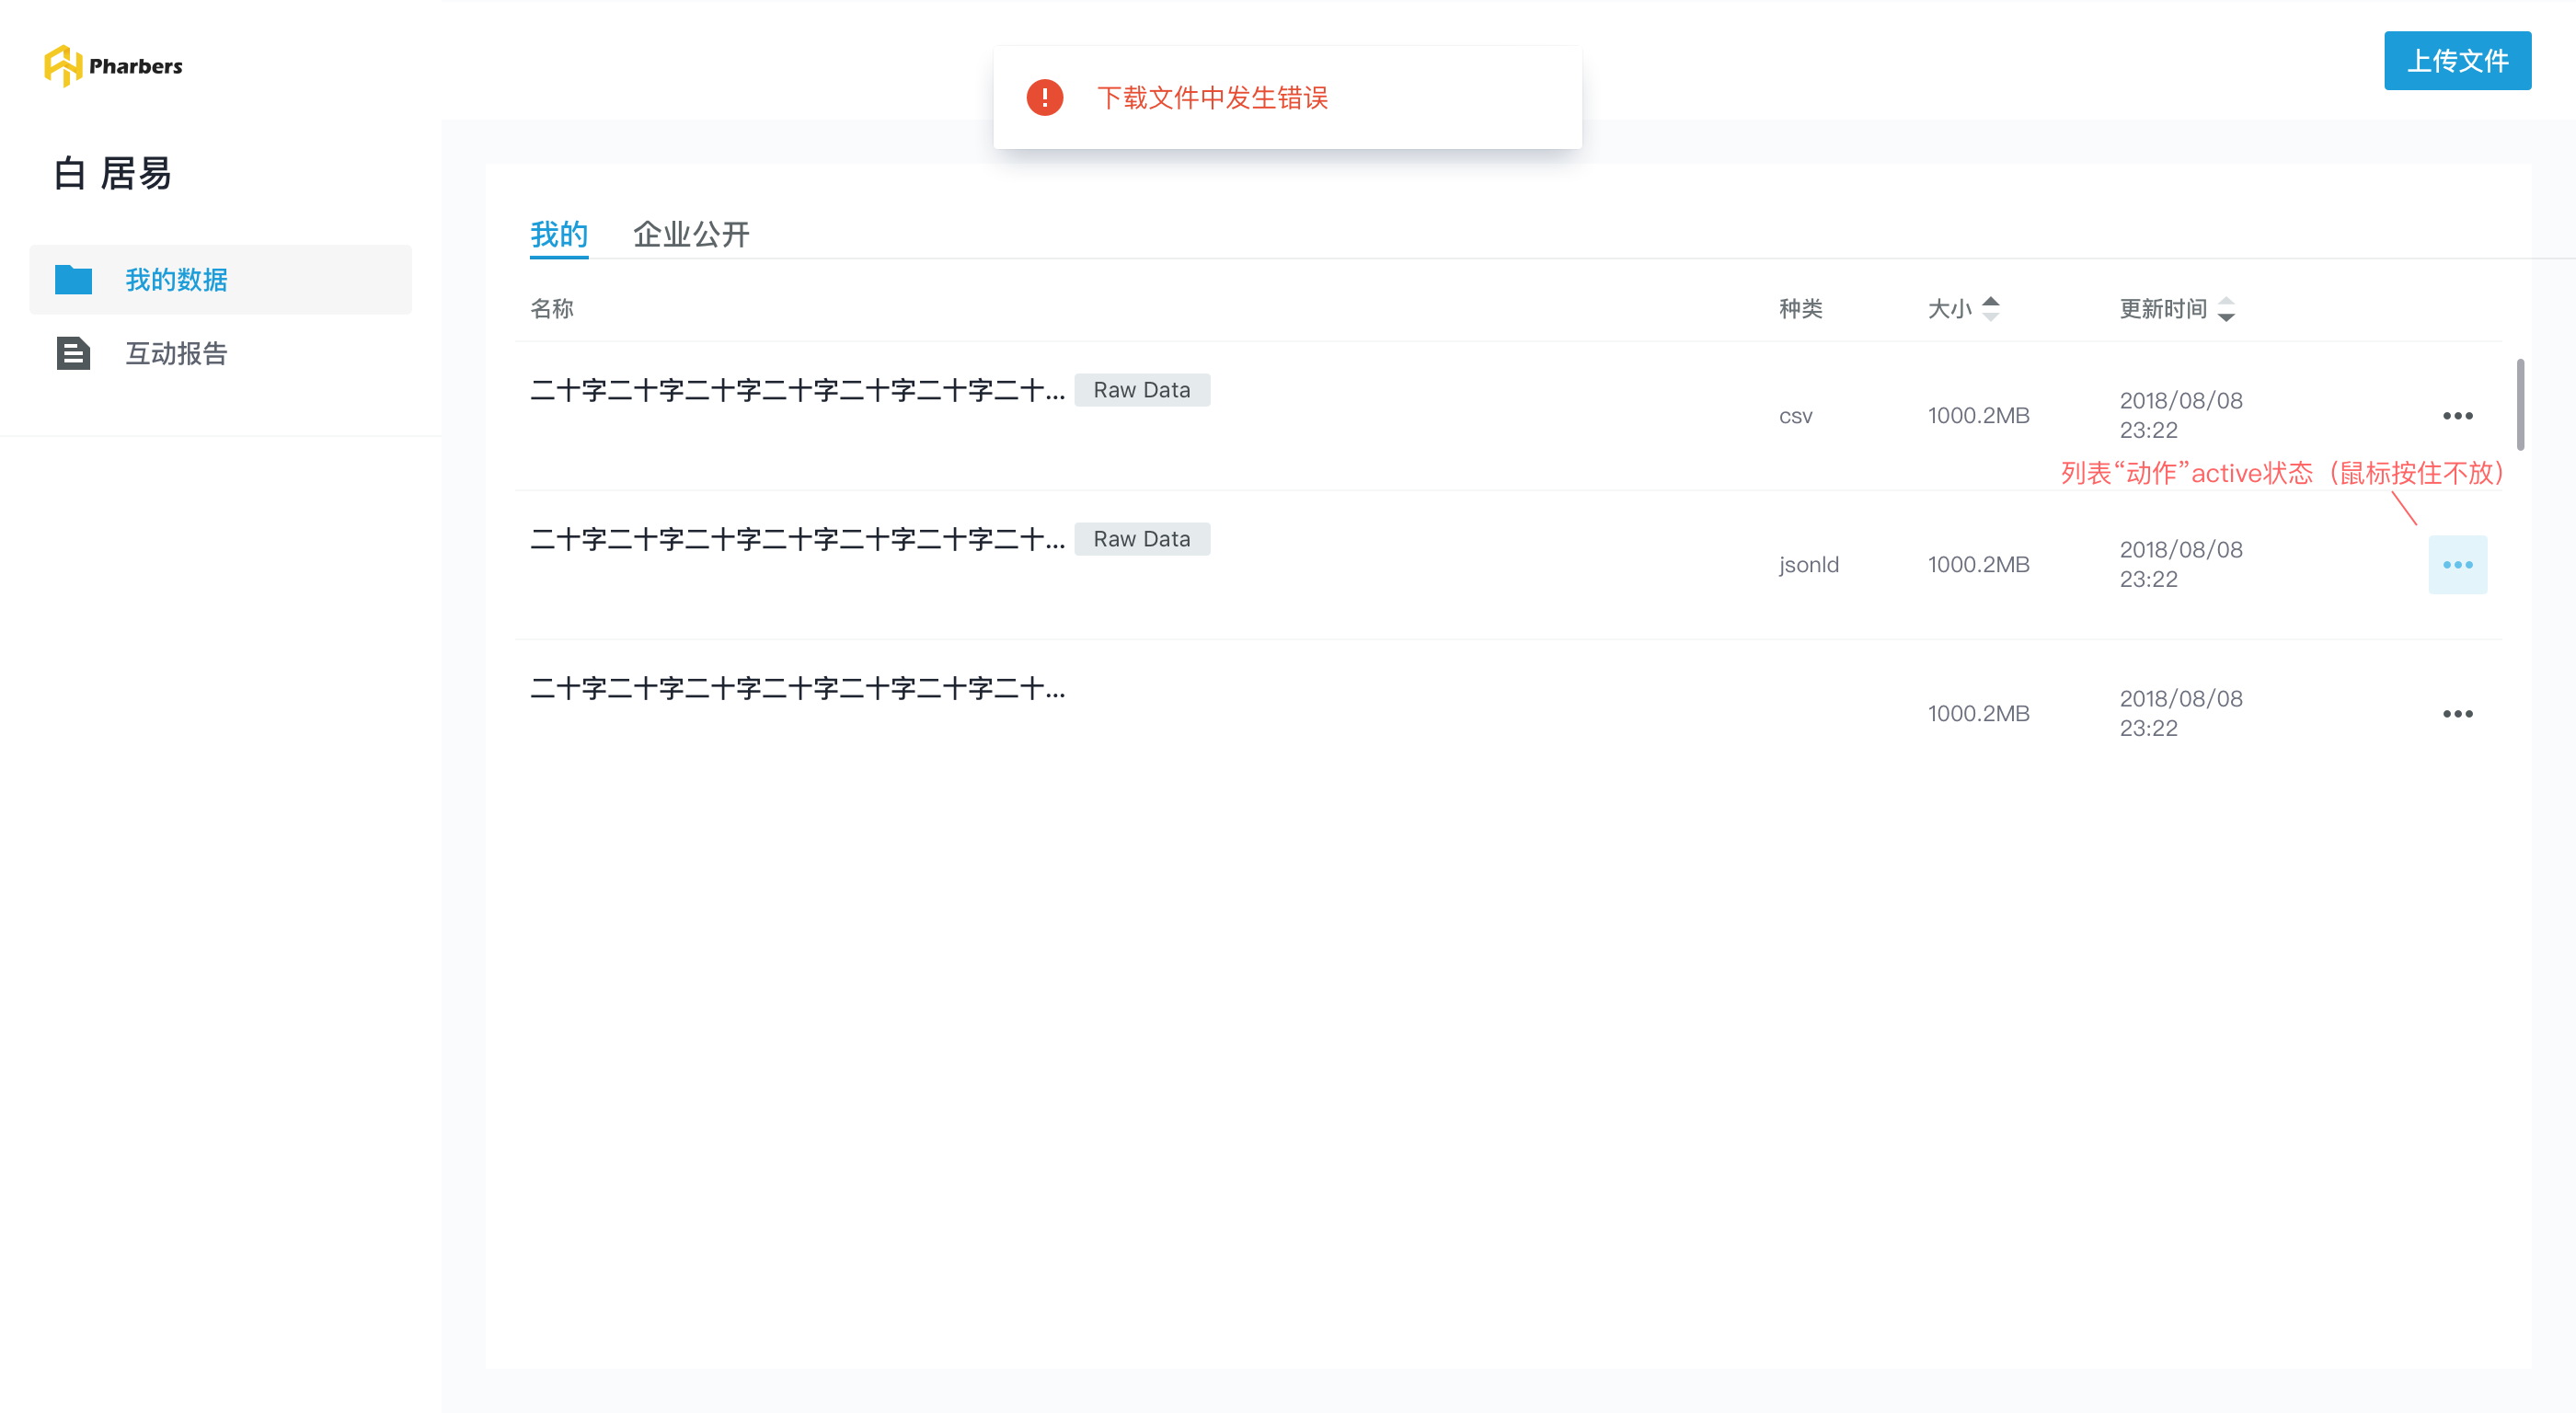 Pharbers
下载文件中发生错误
上传文件
白 居易
我的数据
互动报告
我的 企业公开
名称 种类 大小 更新时间
二十字二十字二十字二十字二十字二十字二十... Raw Data csv 1000.2MB 2018/08/08 23:22
列表“动作”active状态（鼠标按住不放）
二十字二十字二十字二十字二十字二十字二十... Raw Data jsonld 1000.2MB 2018/08/08 23:22
二十字二十字二十字二十字二十字二十字二十... 1000.2MB 2018/08/08 23:22